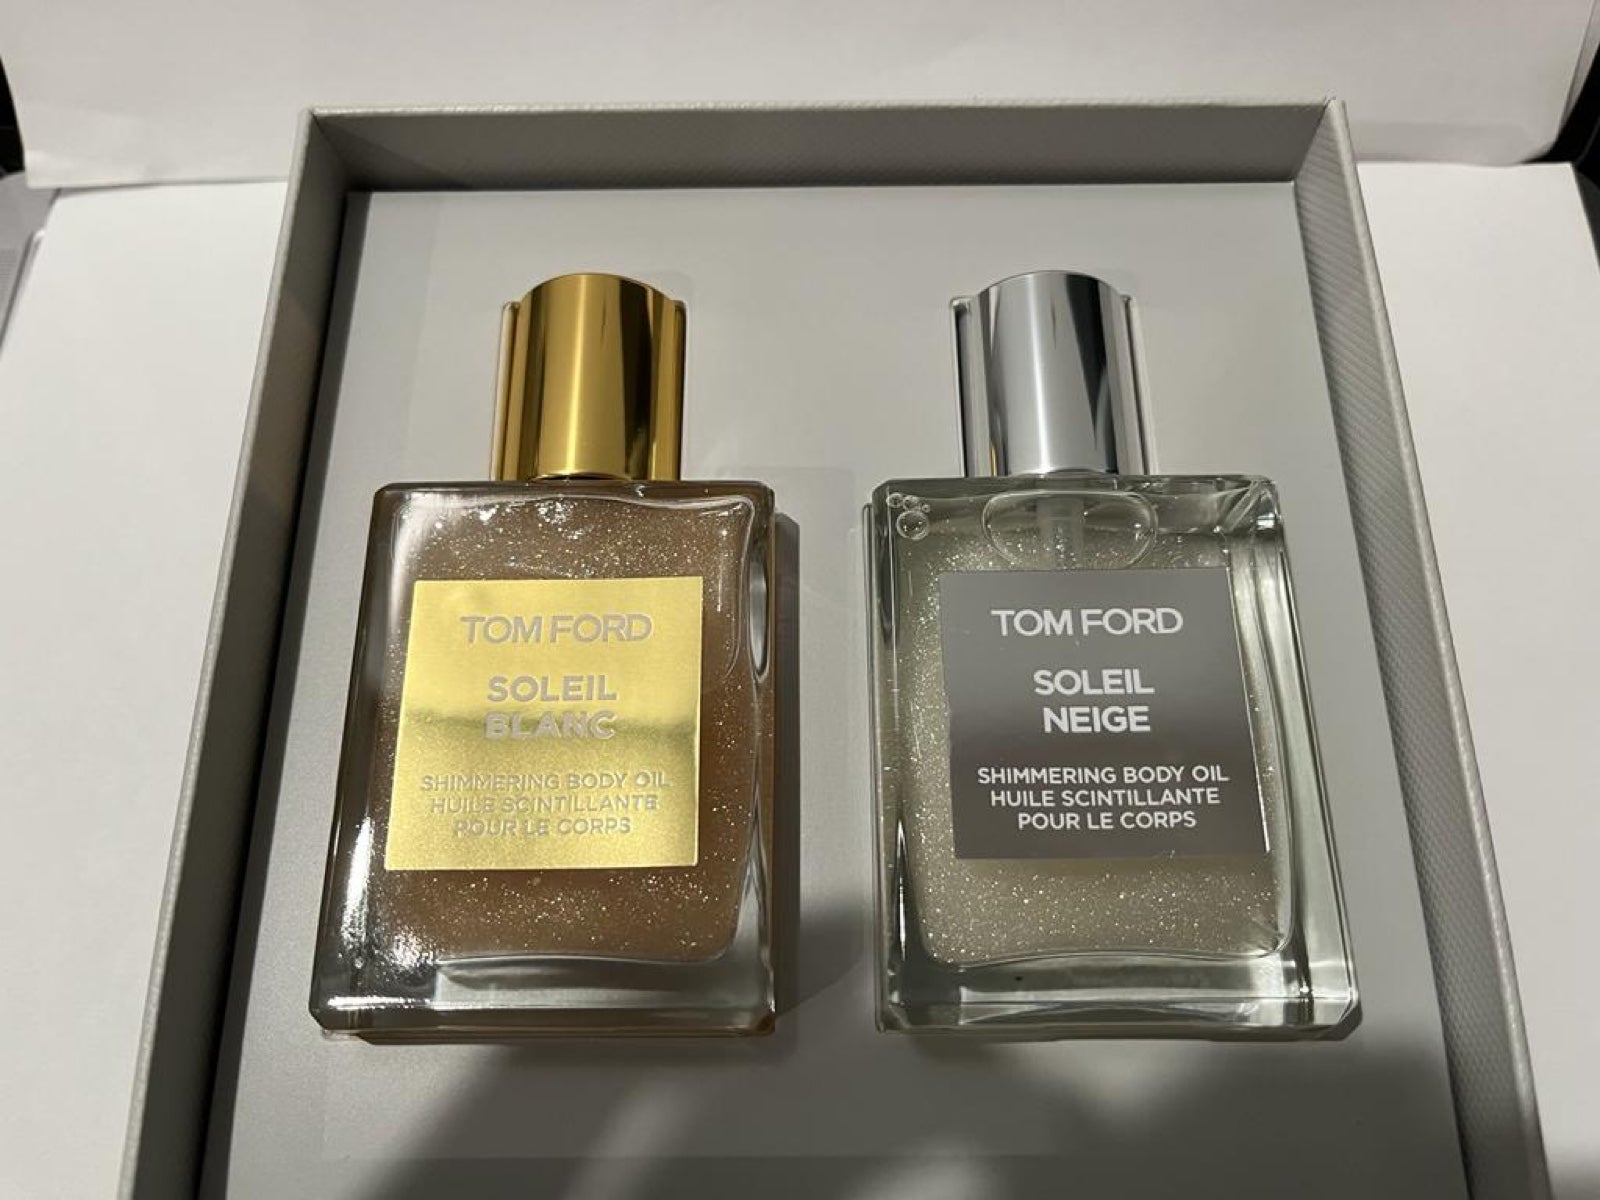 TOM FORD
SOLEIL
BLANC
SHIMMERING BODY OIL
HUILE SCINTILLANTE
POUR LE CORPS
TOM FORD
SOLEIL
NEIGE
SHIMMERING BODY OIL
HUILE SCINTILLANTE
POUR LE CORPS